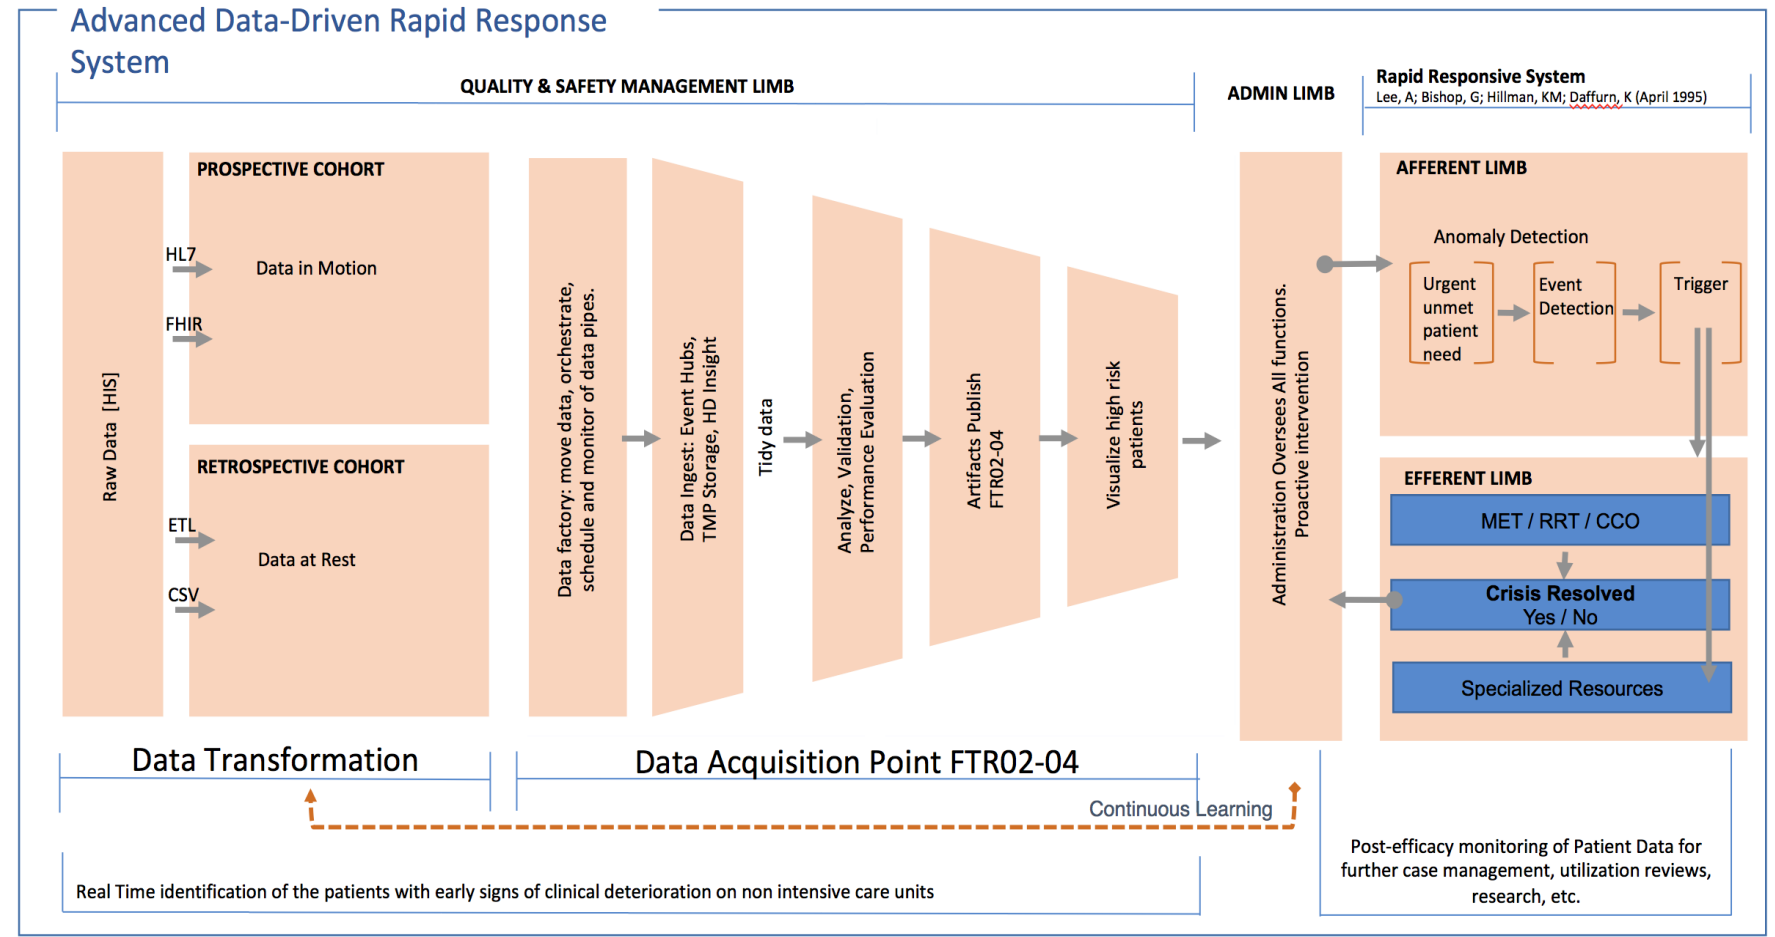 Advanced Data-Driven Rapid Response
System
QUALITY & SAFETY MANAGEMENT LIMB
ADMIN LIMB
Rapid Responsive System
Lee, A; Bishop, G; Hillman, KM; Daffurn, K (April 1995)
Raw Data [HIS]
PROSPECTIVE COHORT
HL7
Data in Motion
FHIR
RETROSPECTIVE COHORT
ETL
Data at Rest
CSV
Data factory: move data, orchestrate,
schedule and monitor of data pipes.
Data Ingest: Event Hubs,
TMP Storage, HD Insight
Tidy data
Analyze, Validation,
Performance Evaluation
Artifacts Publish
FTR02-04
Visualize high risk
patients
Administration Oversees All functions.
Proactive intervention
AFFERENT LIMB
Anomaly Detection
Urgent
unmet
patient
need
Event
Detection
Trigger
EFFERENT LIMB
MET / RRT / CCO
Crisis Resolved
Yes / No
Specialized Resources
Data Transformation
Data Acquisition Point FTR02-04
Continuous Learning
Real Time identification of the patients with early signs of clinical deterioration on non intensive care units
Post-efficacy monitoring of Patient Data for
further case management, utilization reviews,
research, etc.